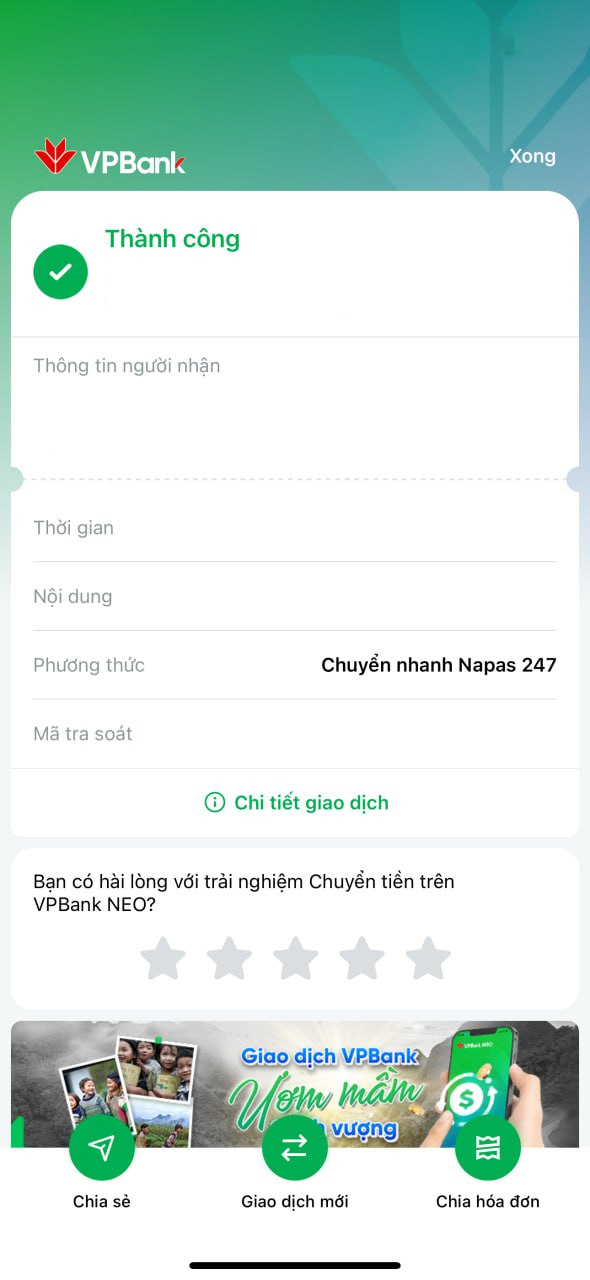 VPBank
Xong
Thành công
Thông tin người nhận
Thời gian
Nội dung
Phương thức
Chuyển nhanh Napas 247
Mã tra soát
Chi tiết giao dịch
Bạn có hài lòng với trải nghiệm Chuyển tiền trên
VPBank NEO?
Giao dịch VPBank
VPBank NEO
Ươm mầm
vượng
Chia sẻ
Giao dịch mới
Chia hóa đơn